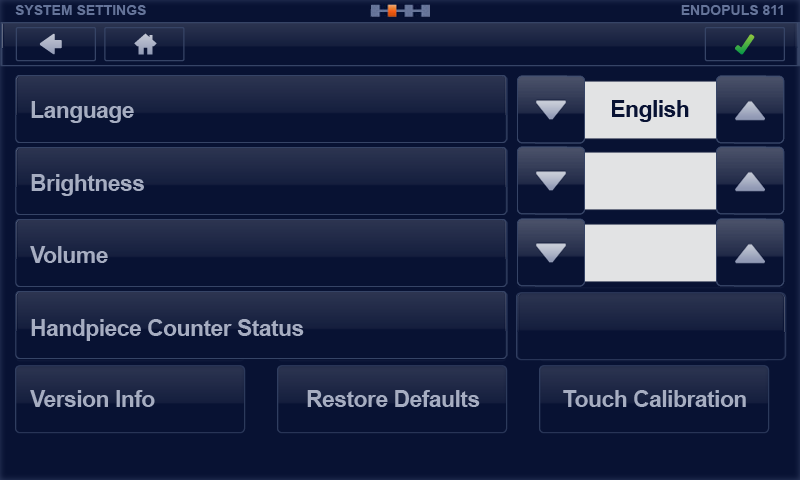 SYSTEM SETTINGS
ENDOPULS 811
Language
English
Brightness
Volume
Handpiece Counter Status
Version Info
Restore Defaults
Touch Calibration